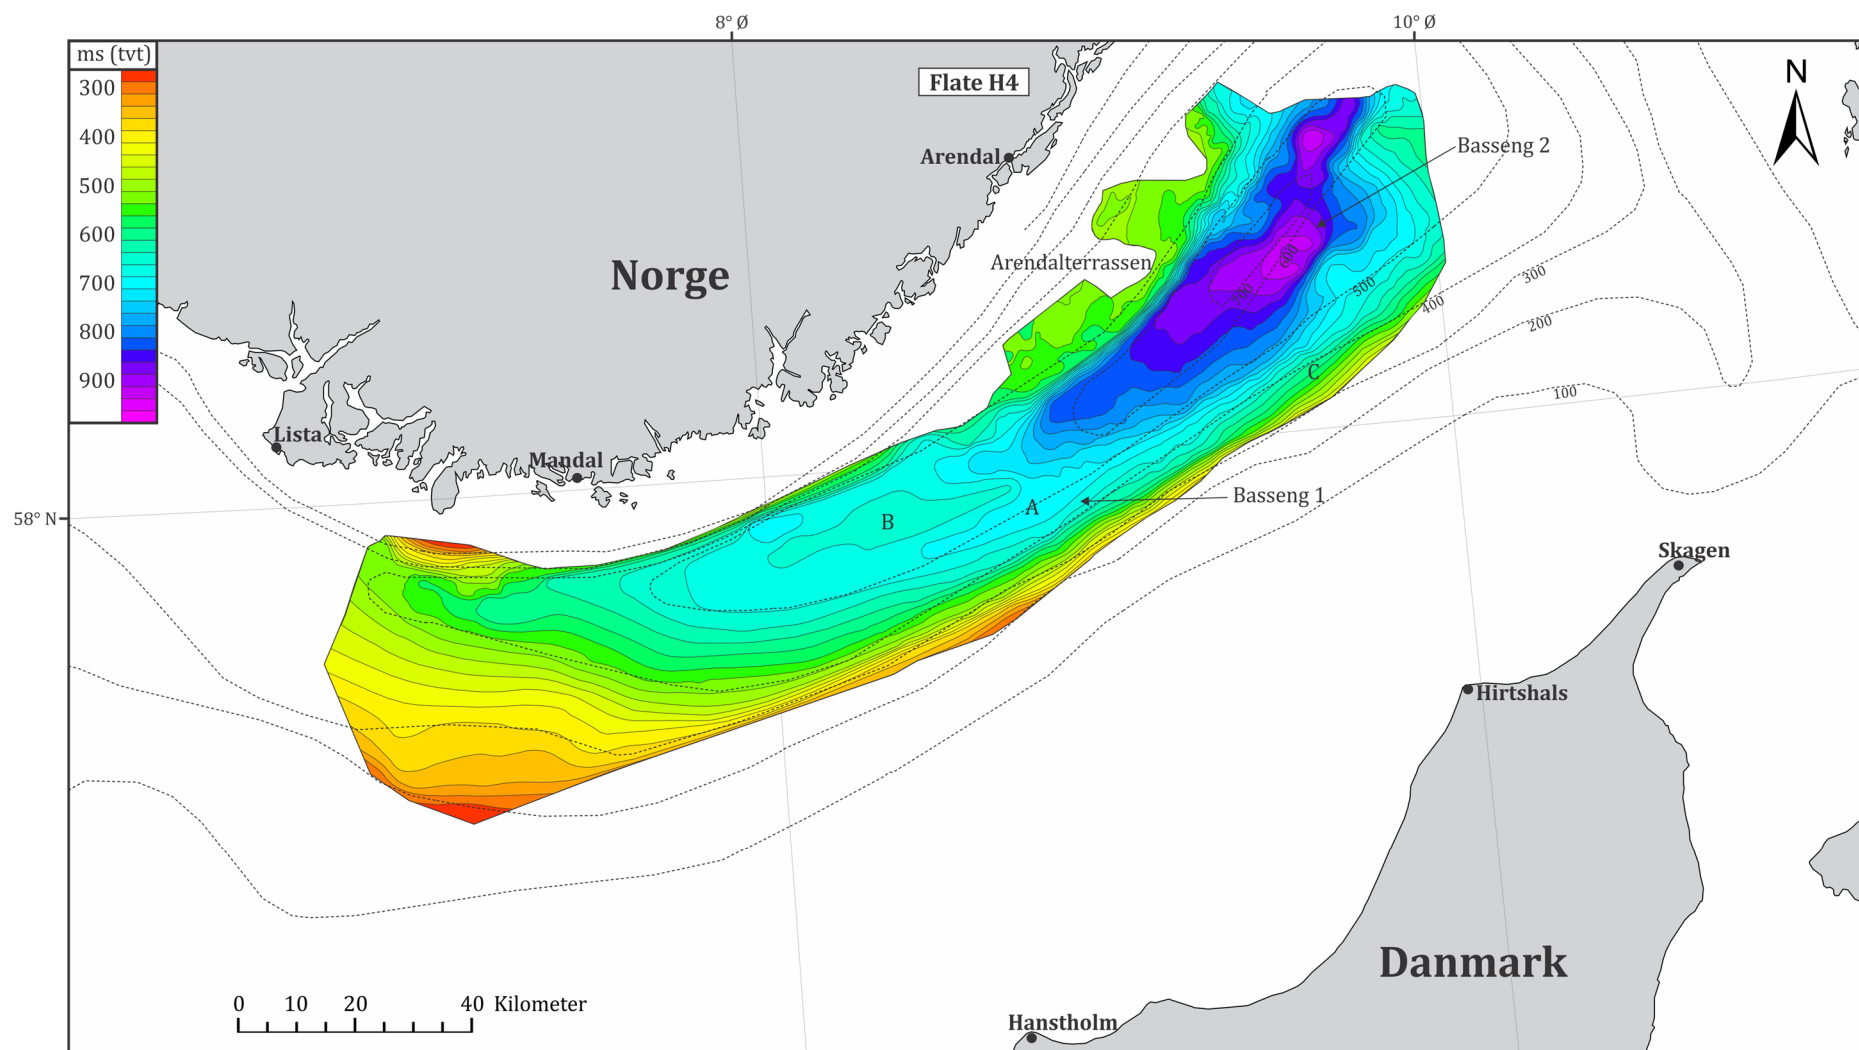 8° Ø
10° Ø
ms (tvt)
300
400
500
600
700
800
900
Flate H4
N
Arendal
Basseng 2
Norge
Arendalterrassen
600
700
500
400
300
200
100
C
Lista
Mandal
Basseng 1
A
B
58° N
Skagen
Hirtshals
Danmark
0 10 20 40 Kilometer
Hanstholm